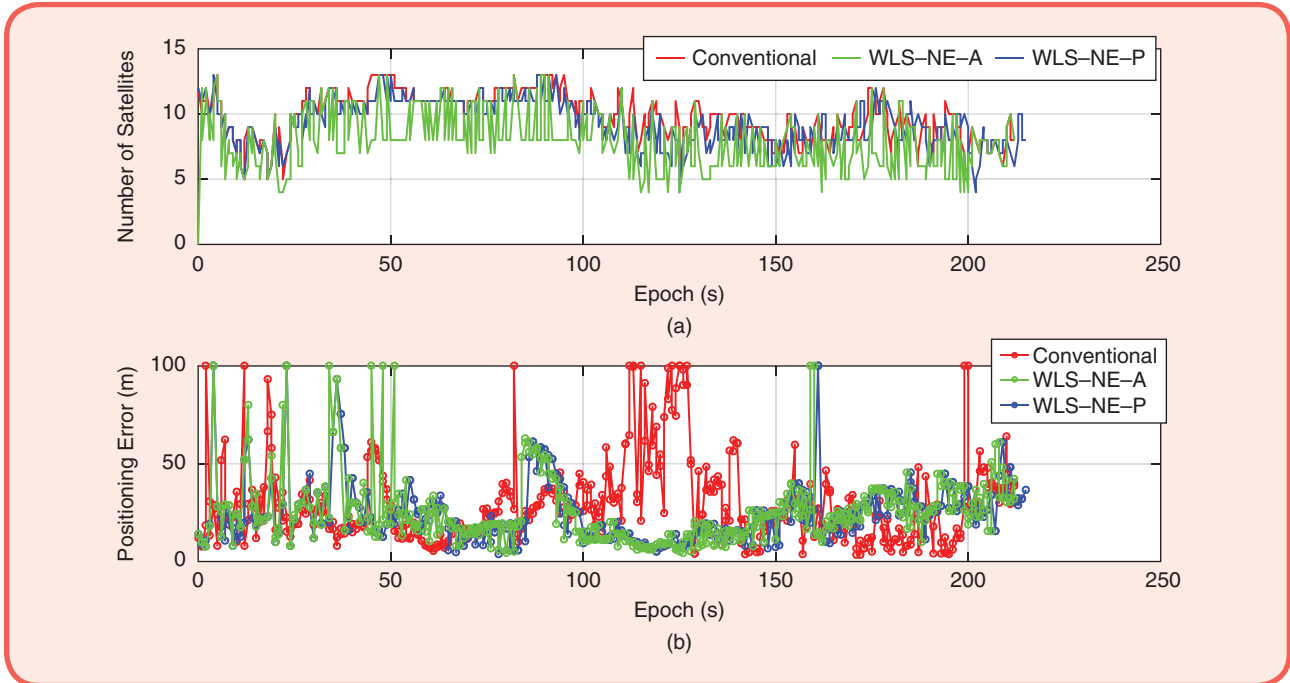 15
10
5
0
Number of Satellites
Conventional WLS–NE–A WLS–NE–P
0 50 100 150 200 250
Epoch (s)
(a)
100
50
0
Positioning Error (m)
Conventional
WLS–NE–A
WLS–NE–P
0 50 100 150 200 250
Epoch (s)
(b)